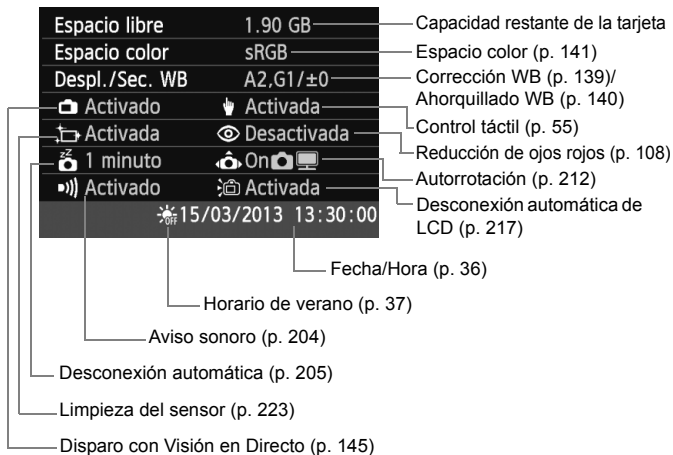 Espacio libre 1.90 GB
Capacidad restante de la tarjeta
Espacio color sRGB
Espacio color (p. 141)
Despl./Sec. WB A2,G1/±0
Corrección WB (p. 139)/
Ahorquillado WB (p. 140)
Activado Activada
Control táctil (p. 55)
Activada Desactivada
Reducción de ojos rojos (p. 108)
1 minuto On
Autorrotación (p. 212)
Activado Activada
Desconexión automática de
LCD (p. 217)
OFF 15/03/2013 13:30:00
Fecha/Hora (p. 36)
Horario de verano (p. 37)
Aviso sonoro (p. 204)
Desconexión automática (p. 205)
Limpieza del sensor (p. 223)
Disparo con Visión en Directo (p. 145)